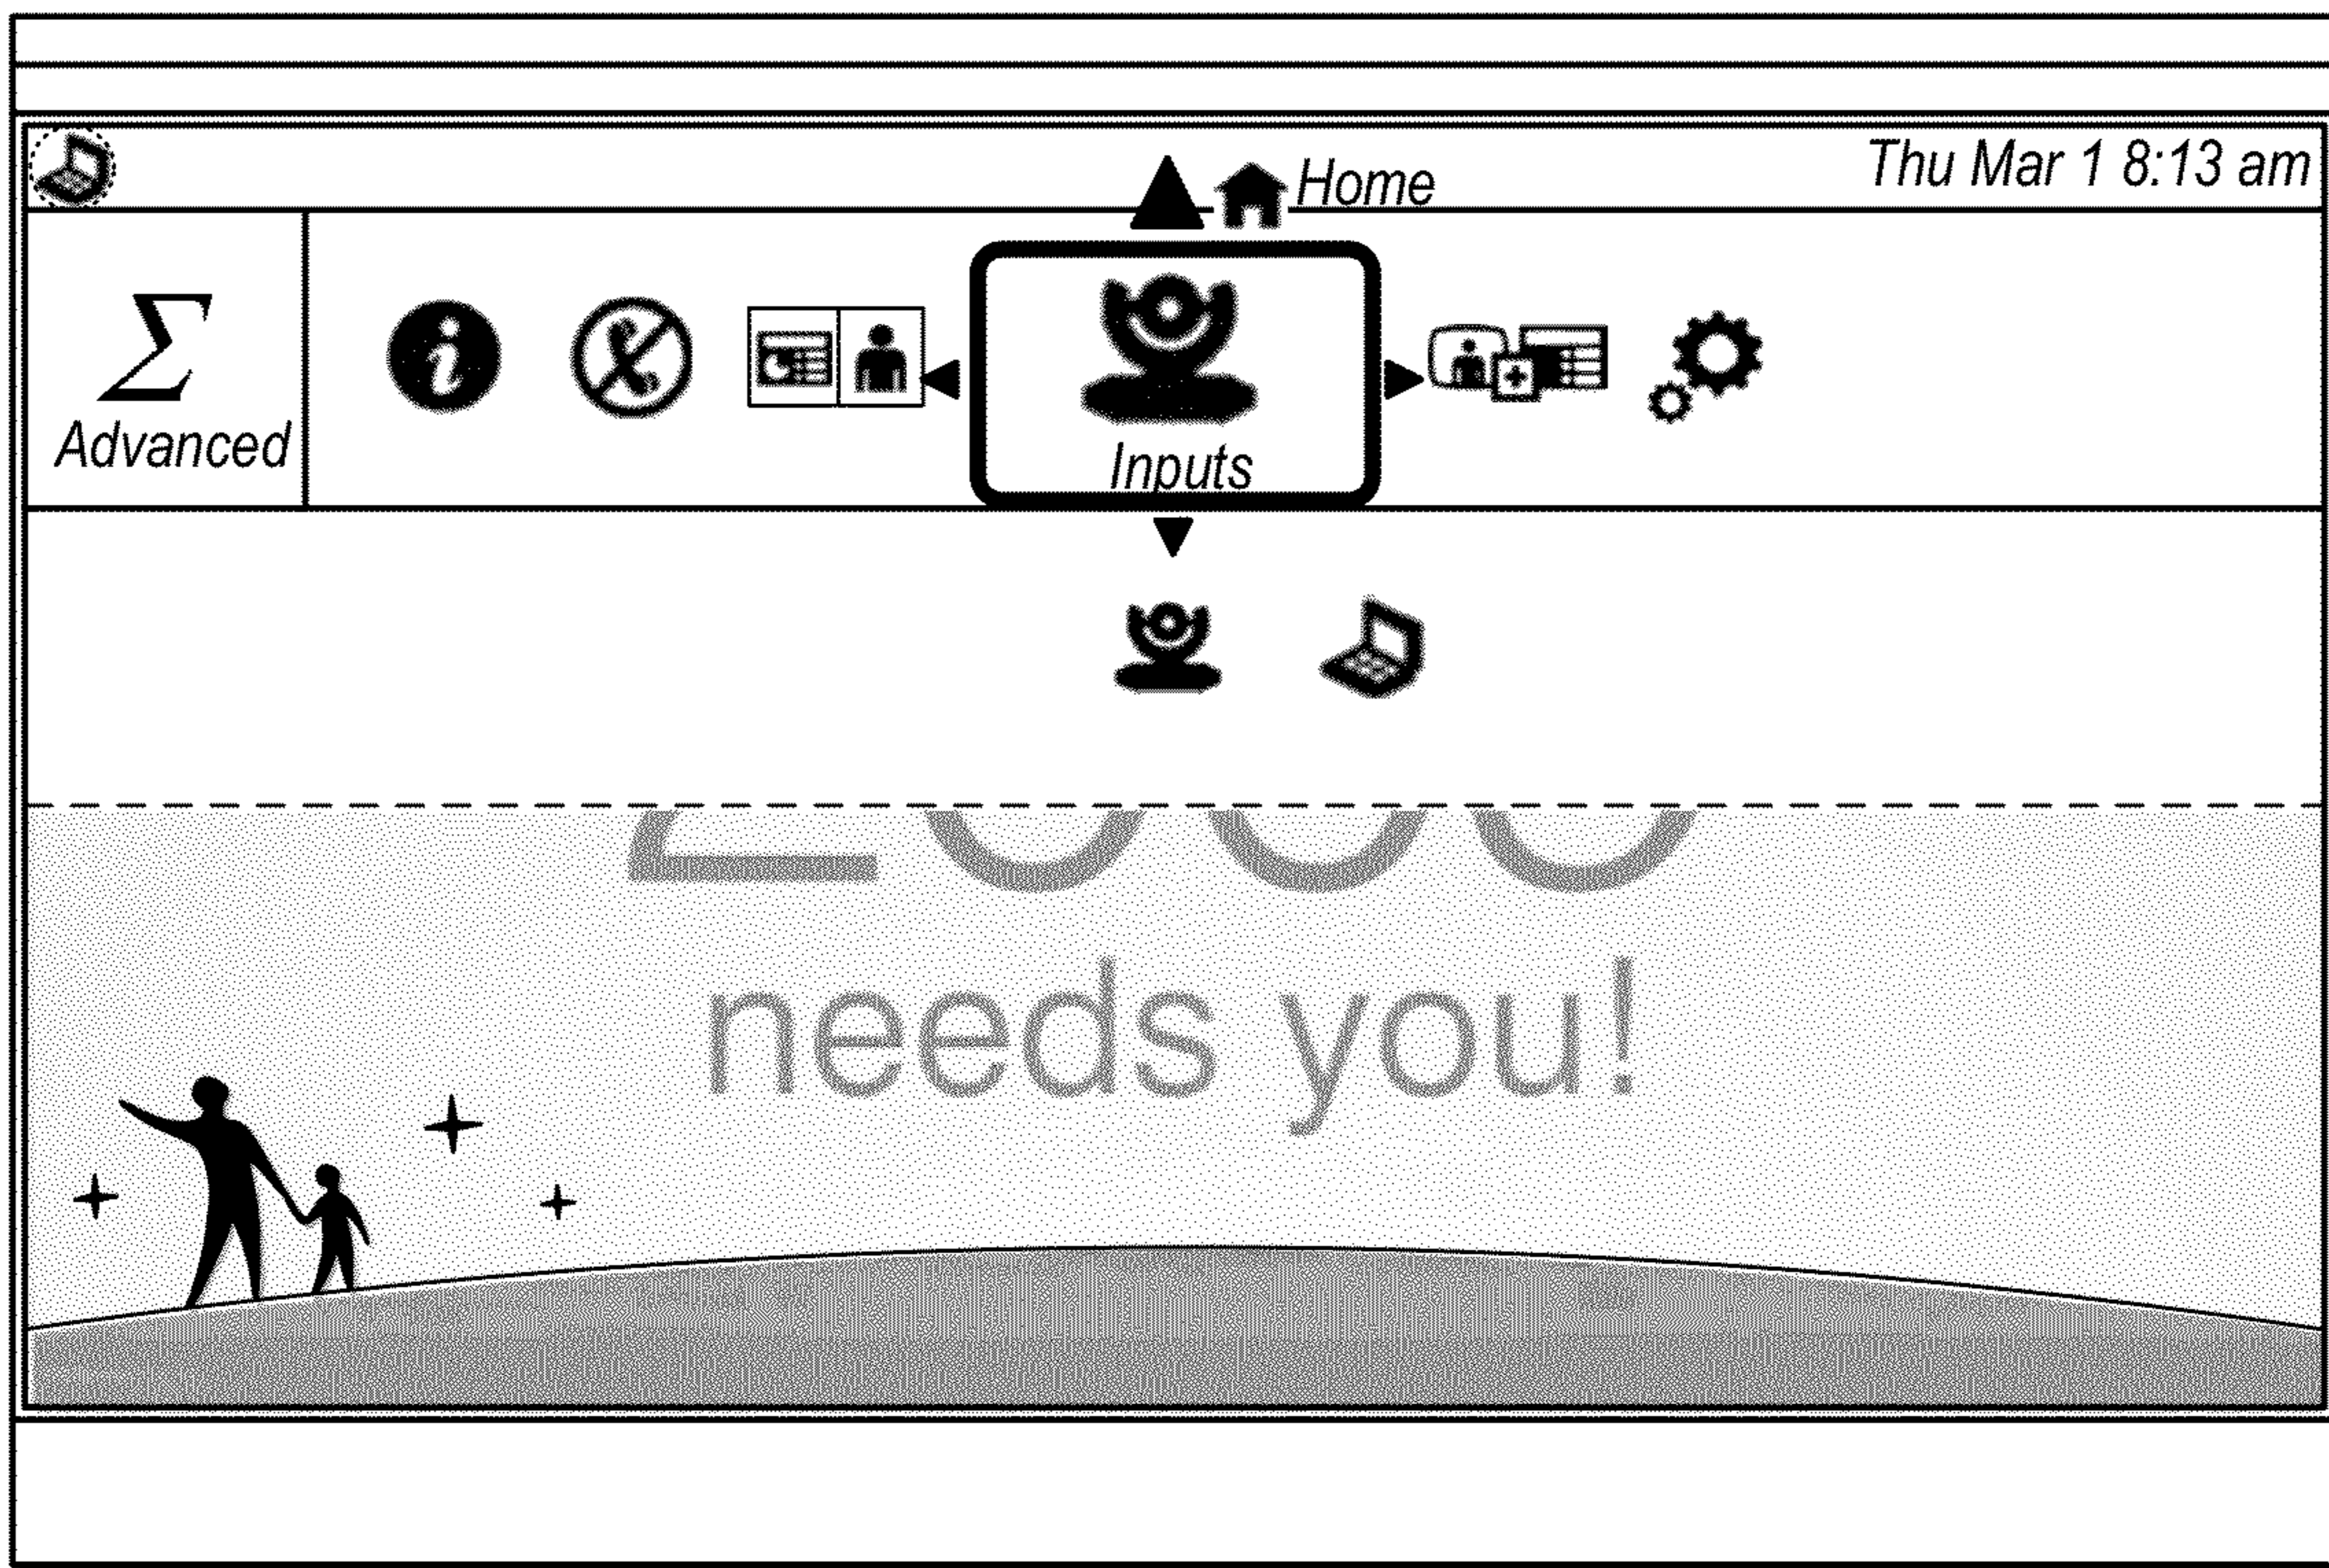 Home
Thu Mar 1 8:13 am
Σ
Advanced
Inputs
needs you!